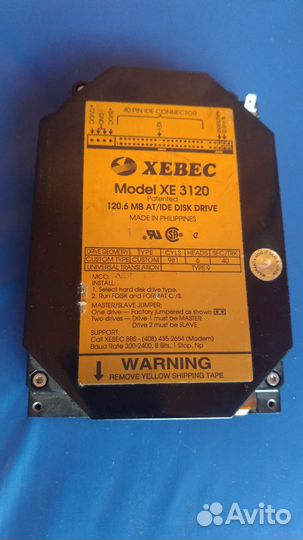 40 PIN IDE CONNECTOR
XEBEC
Model XE 3120
Patented
120.6 MB AT/IDE DISK DRIVE
MADE IN PHILIPPINES
DRIVE GEOMETRY TYPE CYLS HEADS SEC/TRK
CUSTOM TYPE CUSTOM 981 6 40
UNIVERSAL TRANSLATION TYPE 9
MCC:
INSTALL:
1. Select hard disk drive type.
2. Run FDISK and FORMAT C:/S.
MASTER/SLAVE JUMPER:
One drive — Factory jumpered as shown
Two drives — Drive 1 must be MASTER
Drive 2 must be SLAVE
SUPPORT:
Call XEBEC BBS - (408) 435-2654 (Modem)
Baud Rate 300-2400, 8 Bits, 1 Stop, Np
WARNING
REMOVE YELLOW SHIPPING TAPE
Avito